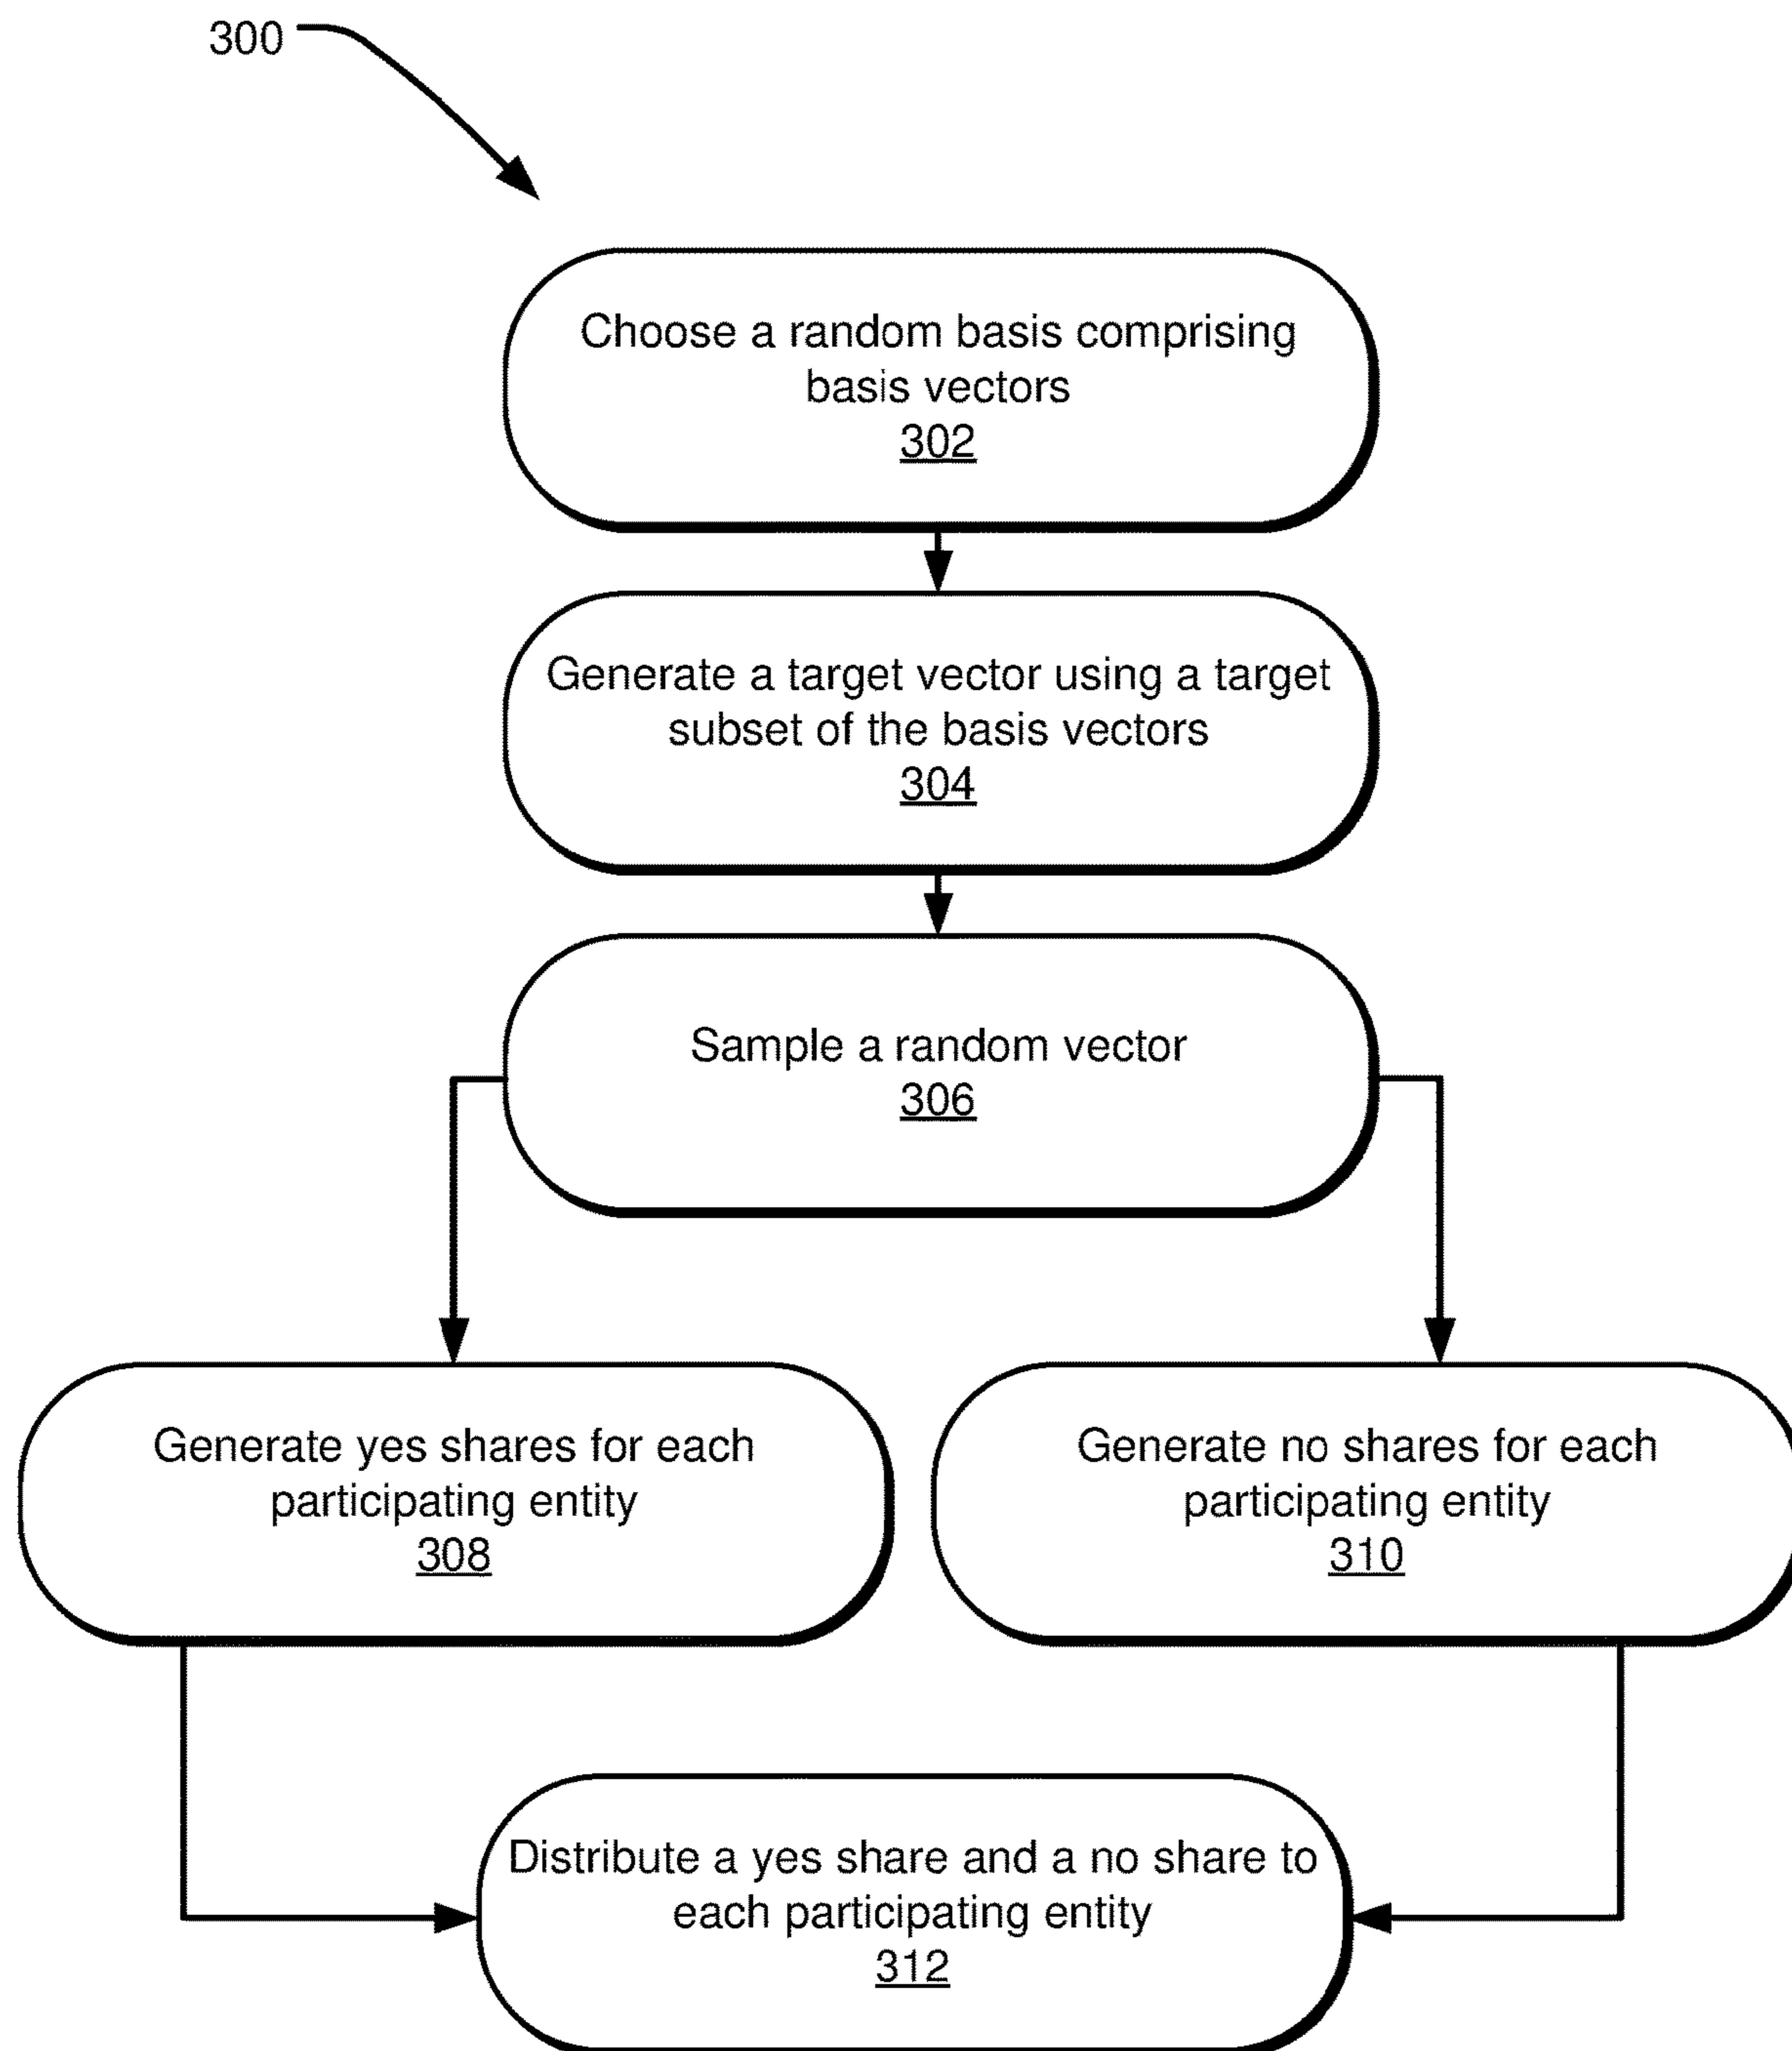 300
Choose a random basis comprising
basis vectors
302
Generate a target vector using a target
subset of the basis vectors
304
Sample a random vector
306
Generate yes shares for each
participating entity
308
Generate no shares for each
participating entity
310
Distribute a yes share and a no share to
each participating entity
312